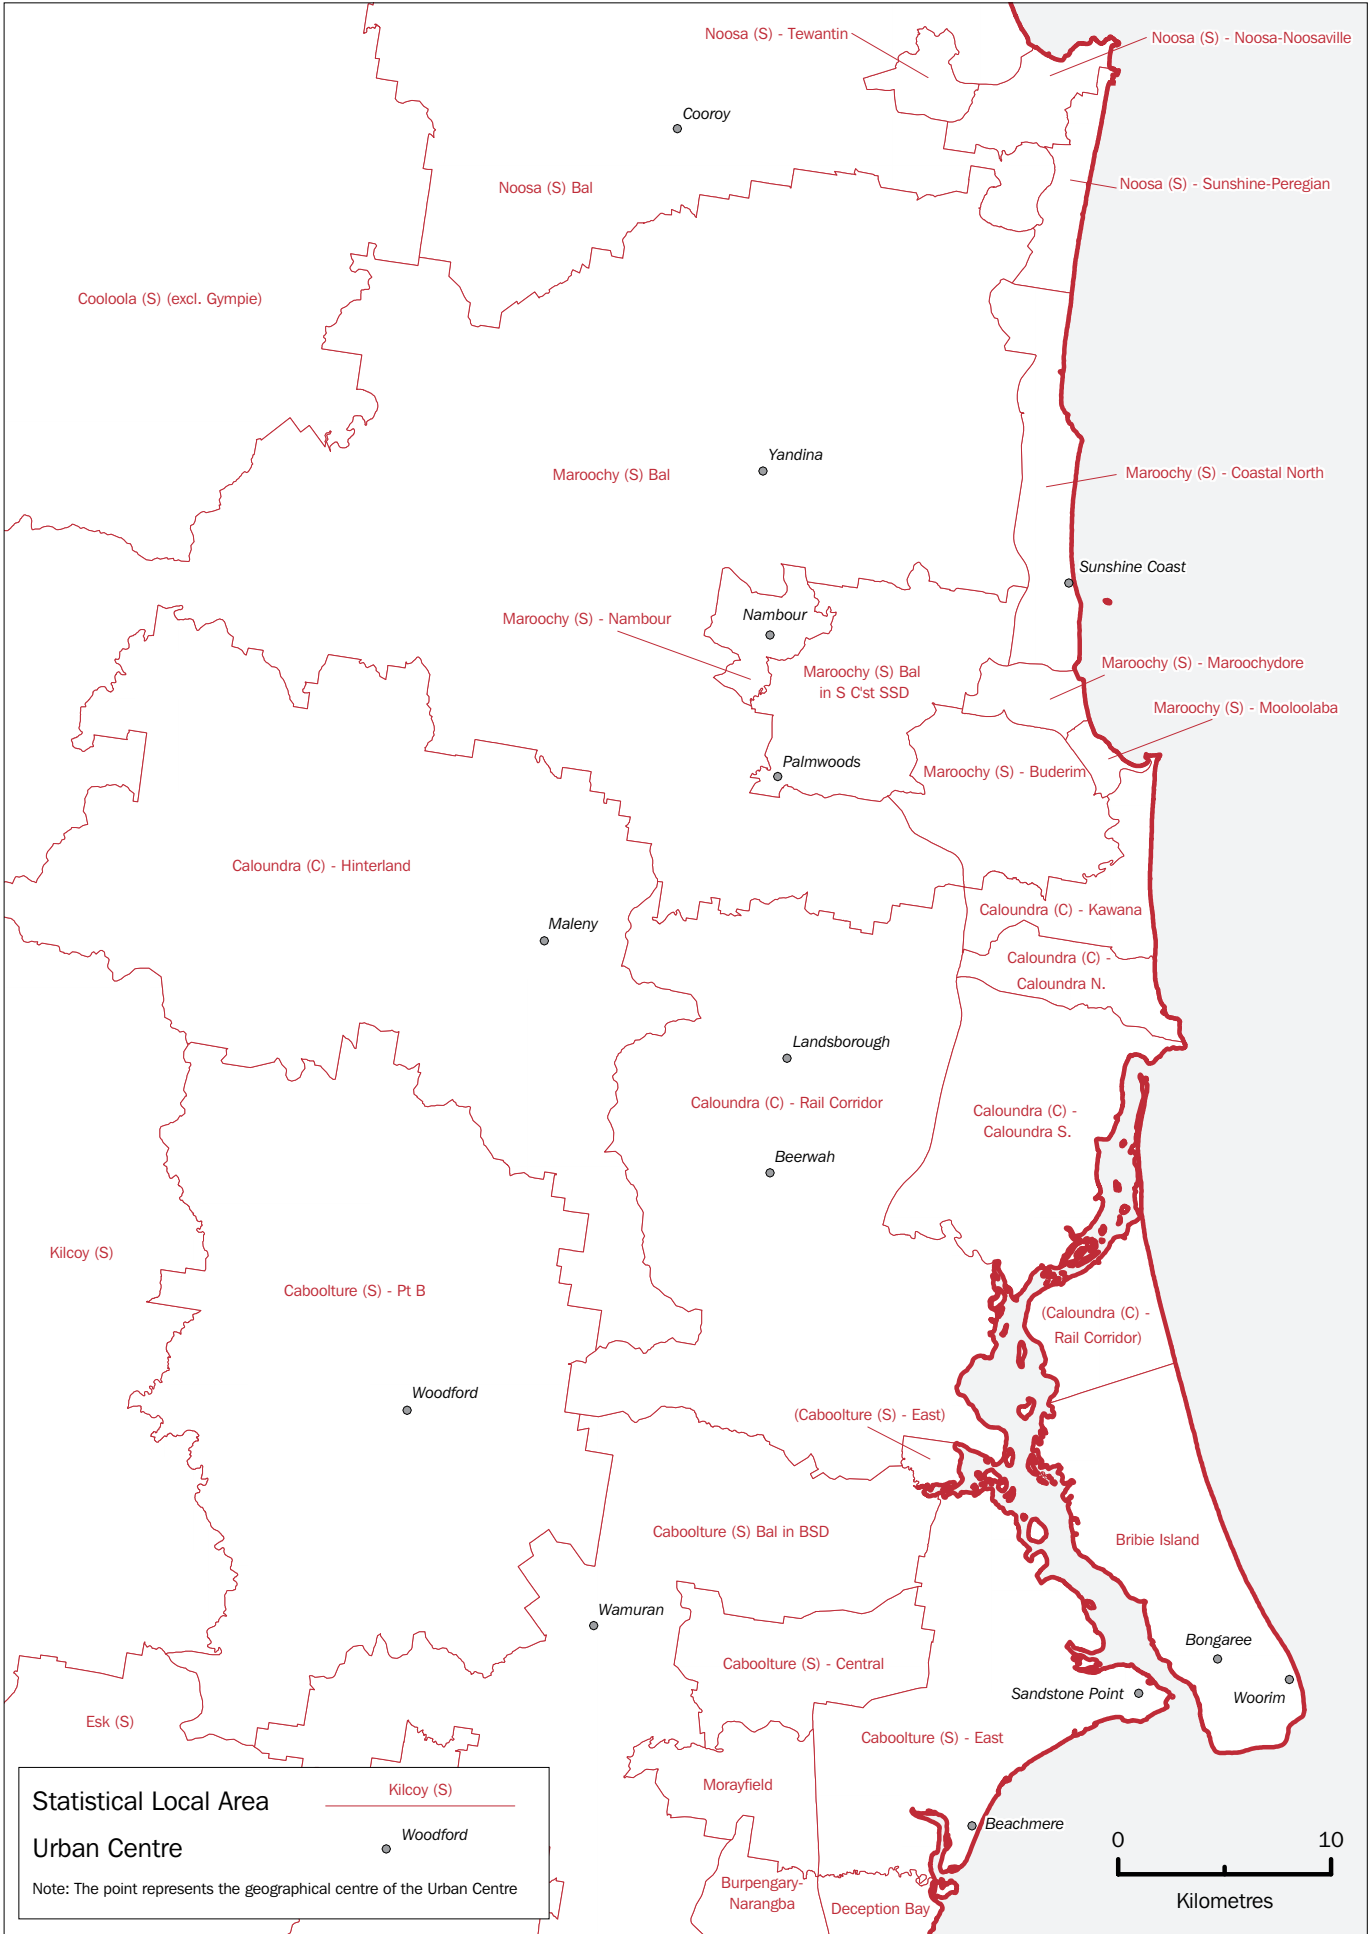 Noosa (S) - Tewantin
Noosa (S) - Noosa-Noosaville
Cooroy
Noosa (S) Bal
Noosa (S) - Sunshine-Peregian
Cooloola (S) (excl. Gympie)
Yandina
Maroochy (S) Bal
Maroochy (S) - Coastal North
Sunshine Coast
Maroochy (S) - Nambour
Nambour
Maroochy (S) Bal
in S C'st SSD
Maroochy (S) - Maroochydore
Maroochy (S) - Mooloolaba
Palmwoods
Maroochy (S) - Buderim
Caloundra (C) - Hinterland
Maleny
Caloundra (C) - Kawana
Caloundra (C) -
Caloundra N.
Landsborough
Caloundra (C) - Rail Corridor
Caloundra (C) -
Caloundra S.
Beerwah
Kilcoy (S)
Caboolture (S) - Pt B
(Caloundra (C) -
Rail Corridor)
Woodford
(Caboolture (S) - East)
Caboolture (S) Bal in BSD
Bribie Island
Wamuran
Caboolture (S) - Central
Bongaree
Sandstone Point
Woorim
Esk (S)
Caboolture (S) - East
Morayfield
Beachmere
Burpengary-
Narangba
Deception Bay
Statistical Local Area
Kilcoy (S)
Urban Centre
Woodford
Note: The point represents the geographical centre of the Urban Centre
0 10
Kilometres